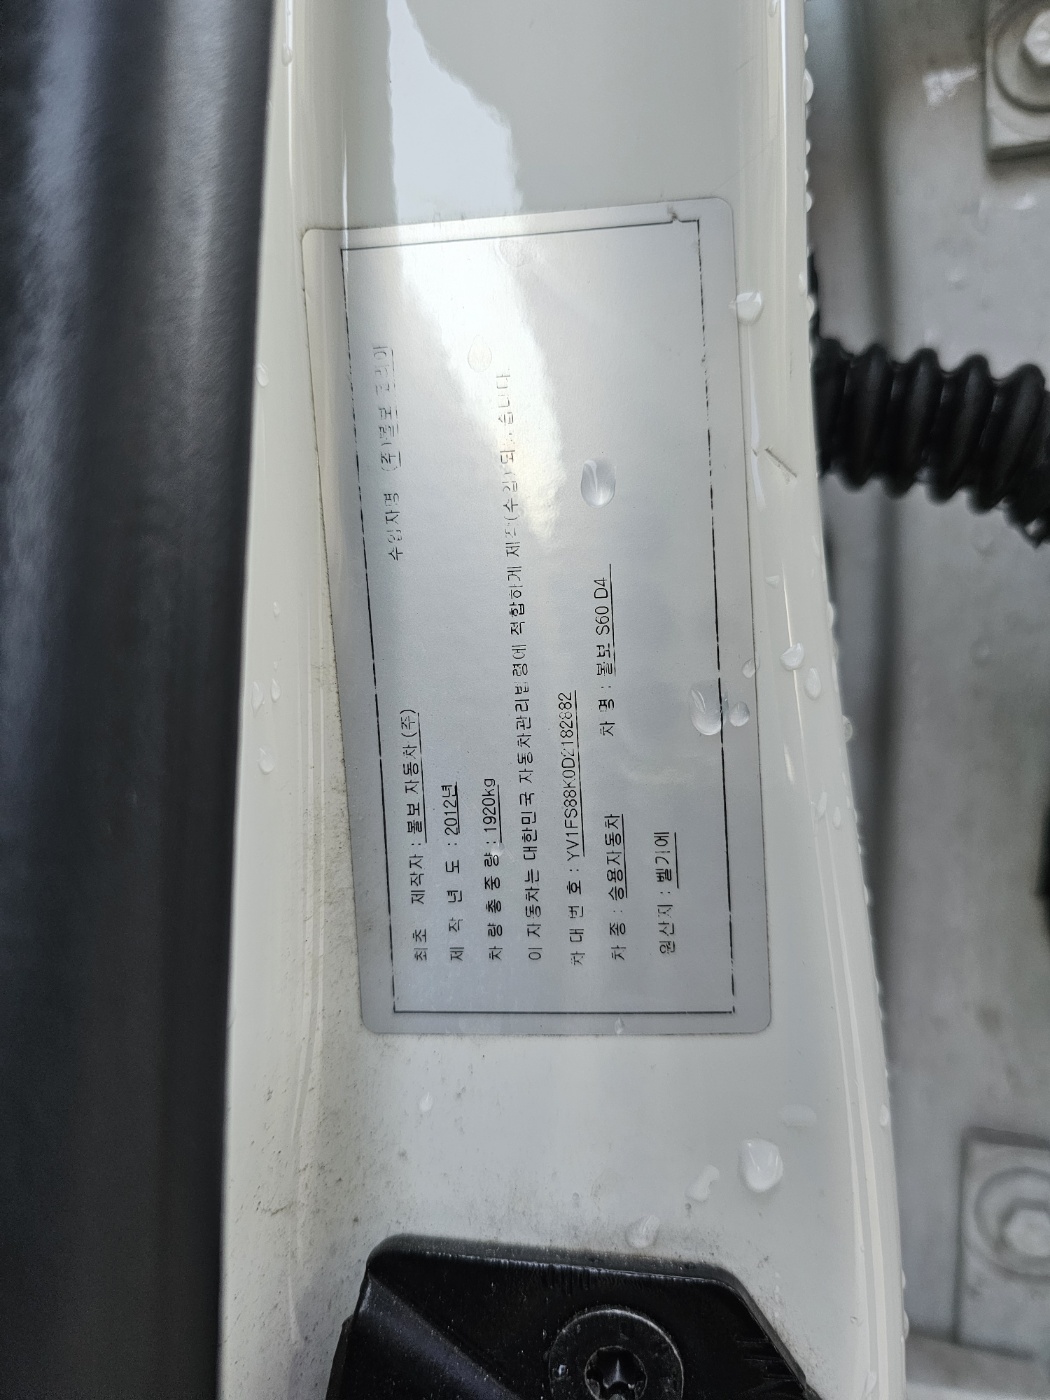 최초 제작자 : 볼보 자동차 (주) 수입자명 (주)볼보 코리아
제 작 년 도 : 2012년
차 량 총 중 량 : 1920kg
이 자동차는 대한민국 자동차관리법령에 적합하게 제작(수입)되었습니다
차 대 번 호 : YV1FS88K0D2182882
차 종 : 승용자동차 차 명 : 볼보 S60 D4
원산지 : 벨기에